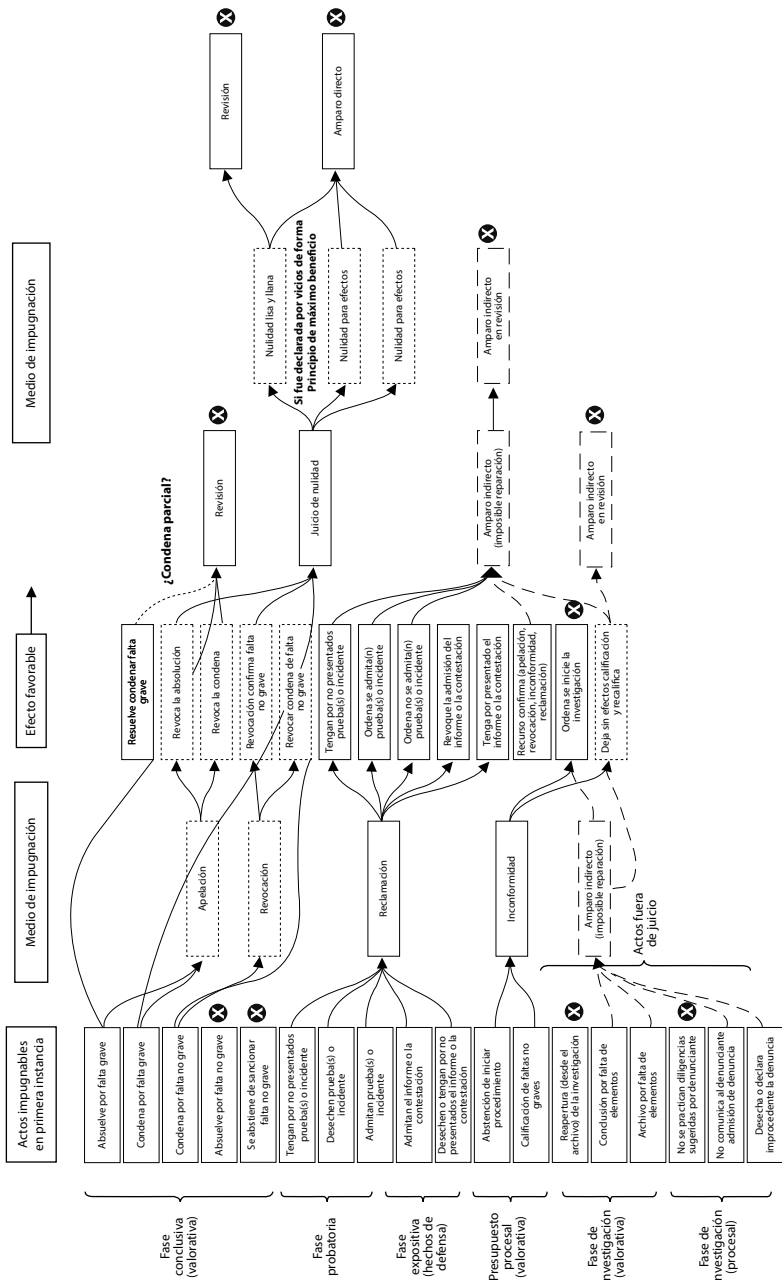 Actos impugnables
en primera instancia
Medio de impugnación
Efecto favorable
Medio de impugnación
Fase
conclusiva
(valorativa)
Fase
probatoria
Fase
expositiva
(hechos de
defensa)
Presupuesto
procesal
(valorativa)
Fase de
investigación
(valorativa)
Fase de
investigación
(procesal)
Absuelve por falta grave
Condena por falta grave
Condena por falta no grave
Absuelve por falta no grave
X
Se abstiene de sancionar
falta no grave
X
Tengan por no presentados
prueba(s) o incidente
Desechen prueba(s) o
incidente
Admitan prueba(s) o
incidente
Admitan el informe o la
contestación
Desechen o tengan por no
presentados el informe o la
contestación
Abstención de iniciar
procedimiento
Calificación de faltas no
graves
Reapertura (desde el
archivo) de la investigación
X
Conclusión por falta de
elementos
Archivo por falta de
elementos
No se practican diligencias
sugeridas por denunciante
X
No comunica al denunciante
admisión de denuncia
Desecha o declara
improcedente la denuncia
Apelación
Revocación
Reclamación
Inconformidad
Amparo indirecto
(imposible reparación)
Actos fuera
de juicio
Resuelve condenar falta
grave
Revoca la absolución
Revoca la condena
Revocación confirma falta
no grave
Revocar condena de falta
no grave
Tengan por no presentados
prueba(s) o incidente
Ordena se admita(n)
prueba(s) o incidente
Ordena no se admita(n)
prueba(s) o incidente
Revoque la admisión del
informe o la contestación
Tenga por presentado el
informe o la contestación
Recurso confirma (apelación,
revocación, inconformidad,
reclamación)
Ordena se inicie la
investigación
X
Deja sin efectos calificación
y recalifica
¿Condena parcial?
Revisión
X
Juicio de nulidad
Amparo indirecto
(imposible reparación)
Amparo indirecto
en revisión
X
Nulidad lisa y llana
Si fue declarada por vicios de forma
Principio de máximo beneficio
Nulidad para efectos
Nulidad para efectos
Amparo indirecto
en revisión
X
Revisión
X
Amparo directo
X